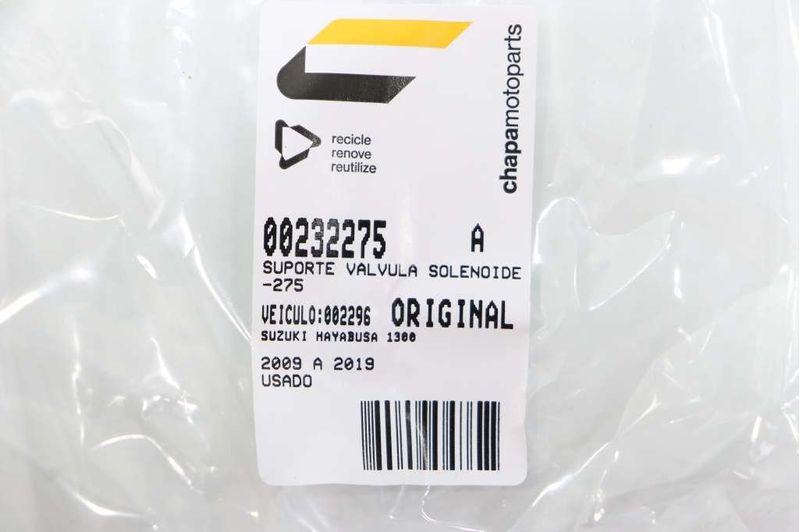 chapamotoparts
recicle
renove
reutilize
00232275 A
SUPORTE VALVULA SOLENOIDE
-275
VEICULO:002296 ORIGINAL
SUZUKI HAYABUSA 1300
2009 A 2019
USADO